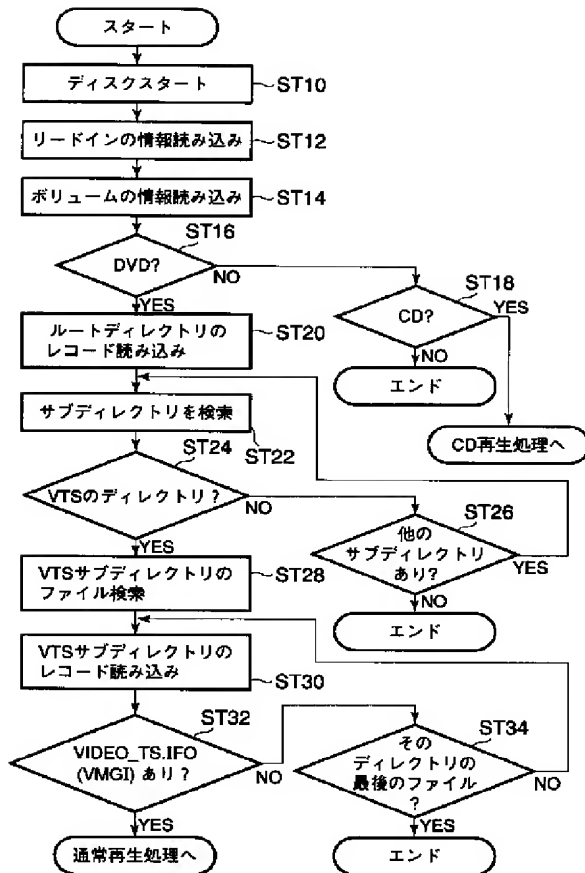 スタート
ディスクスタート
ST10
リードインの情報読み込み
ST12
ボリュームの情報読み込み
ST14
ST16
DVD?
NO
YES
ST18
CD?
YES
NO
エンド
CD再生処理へ
ルートディレクトリの
レコード読み込み
ST20
サブディレクトリを検索
ST22
ST24
VTSのディレクトリ?
NO
YES
ST26
他の
サブディレクトリ
あり?
YES
NO
エンド
VTSサブディレクトリの
ファイル検索
ST28
VTSサブディレクトリの
レコード読み込み
ST30
ST32
VIDEO_TS.IFO
(VMGI) あり?
NO
YES
通常再生処理へ
ST34
その
ディレクトリの
最後のファイル
?
NO
YES
エンド